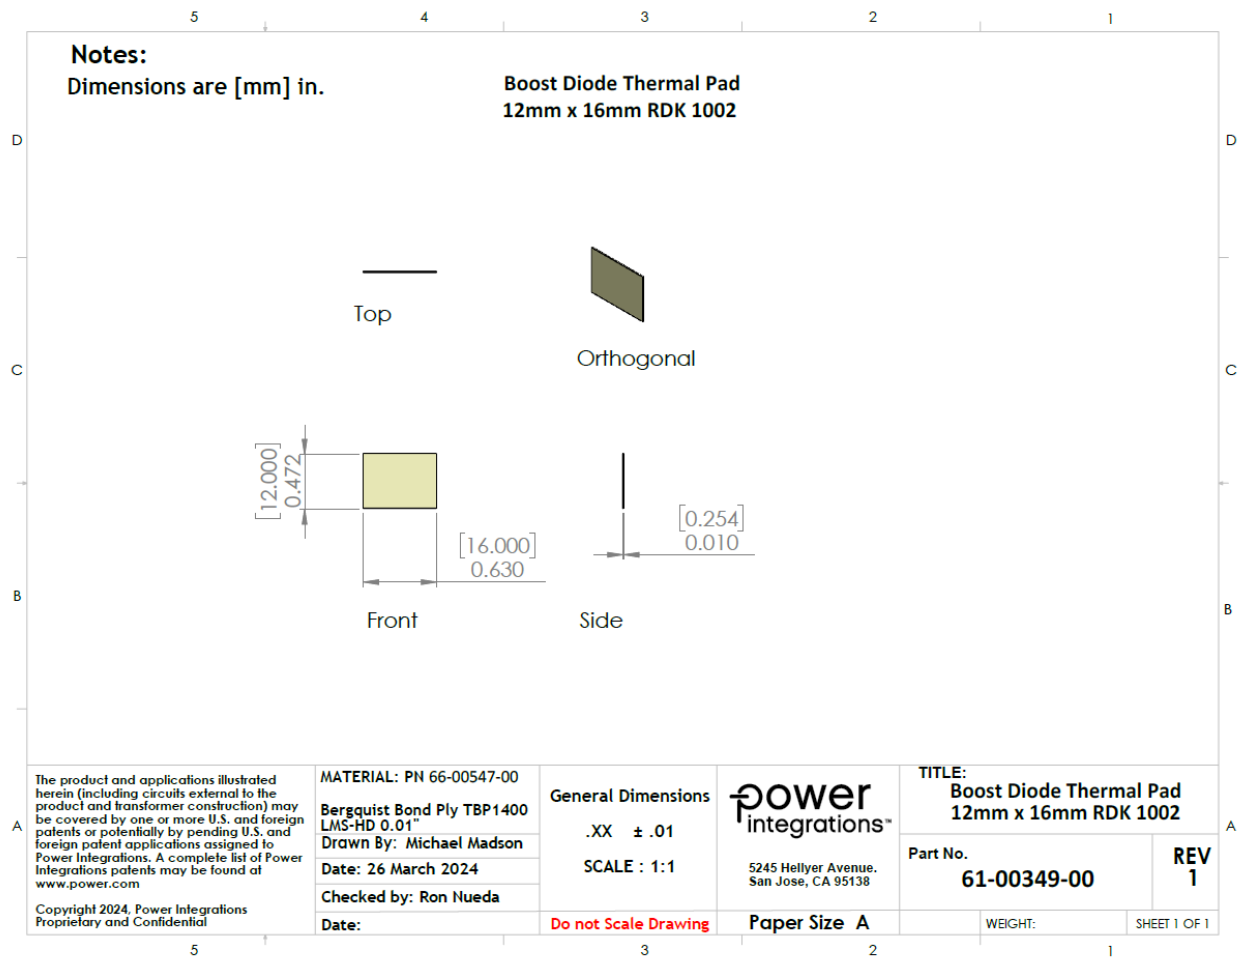 5 4 3 2 1
Notes:
Dimensions are [mm] in.
Boost Diode Thermal Pad
12mm x 16mm RDK 1002
D D
Top
Orthogonal
C C
[12.000]
0.472
[16.000]
0.630
[0.254]
0.010
B B
Front
Side
A A
The product and applications illustrated
herein (including circuits external to the
product and transformer construction) may
be covered by one or more U.S. and foreign
patents or potentially by pending U.S. and
foreign patent applications assigned to
Power Integrations. A complete list of Power
Integrations patents may be found at
www.power.com
Copyright 2024, Power Integrations
Proprietary and Confidential
MATERIAL: PN 66-00547-00
Bergquist Bond Ply TBP1400
LMS-HD 0.01"
Drawn By: Michael Madson
Date: 26 March 2024
Checked by: Ron Nueda
Date:
General Dimensions
.XX ± .01
SCALE : 1:1
Do not Scale Drawing
power
integrations™
5245 Hellyer Avenue.
San Jose, CA 95138
Paper Size A
TITLE:
Boost Diode Thermal Pad
12mm x 16mm RDK 1002
Part No.
61-00349-00
REV
1
WEIGHT:
SHEET 1 OF 1
5 3 2 1